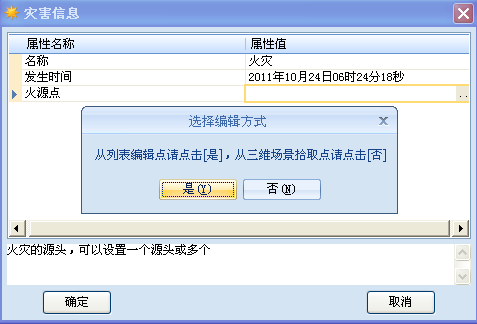 灾害信息
属性名称 属性值
名称 火灾
发生时间 2011年10月24日06时24分18秒
火源点 ..
选择编辑方式
从列表编辑点请点击[是]，从三维场景拾取点请点击[否]
是(Y) 否(N)
火灾的源头，可以设置一个源头或多个
确定 取消